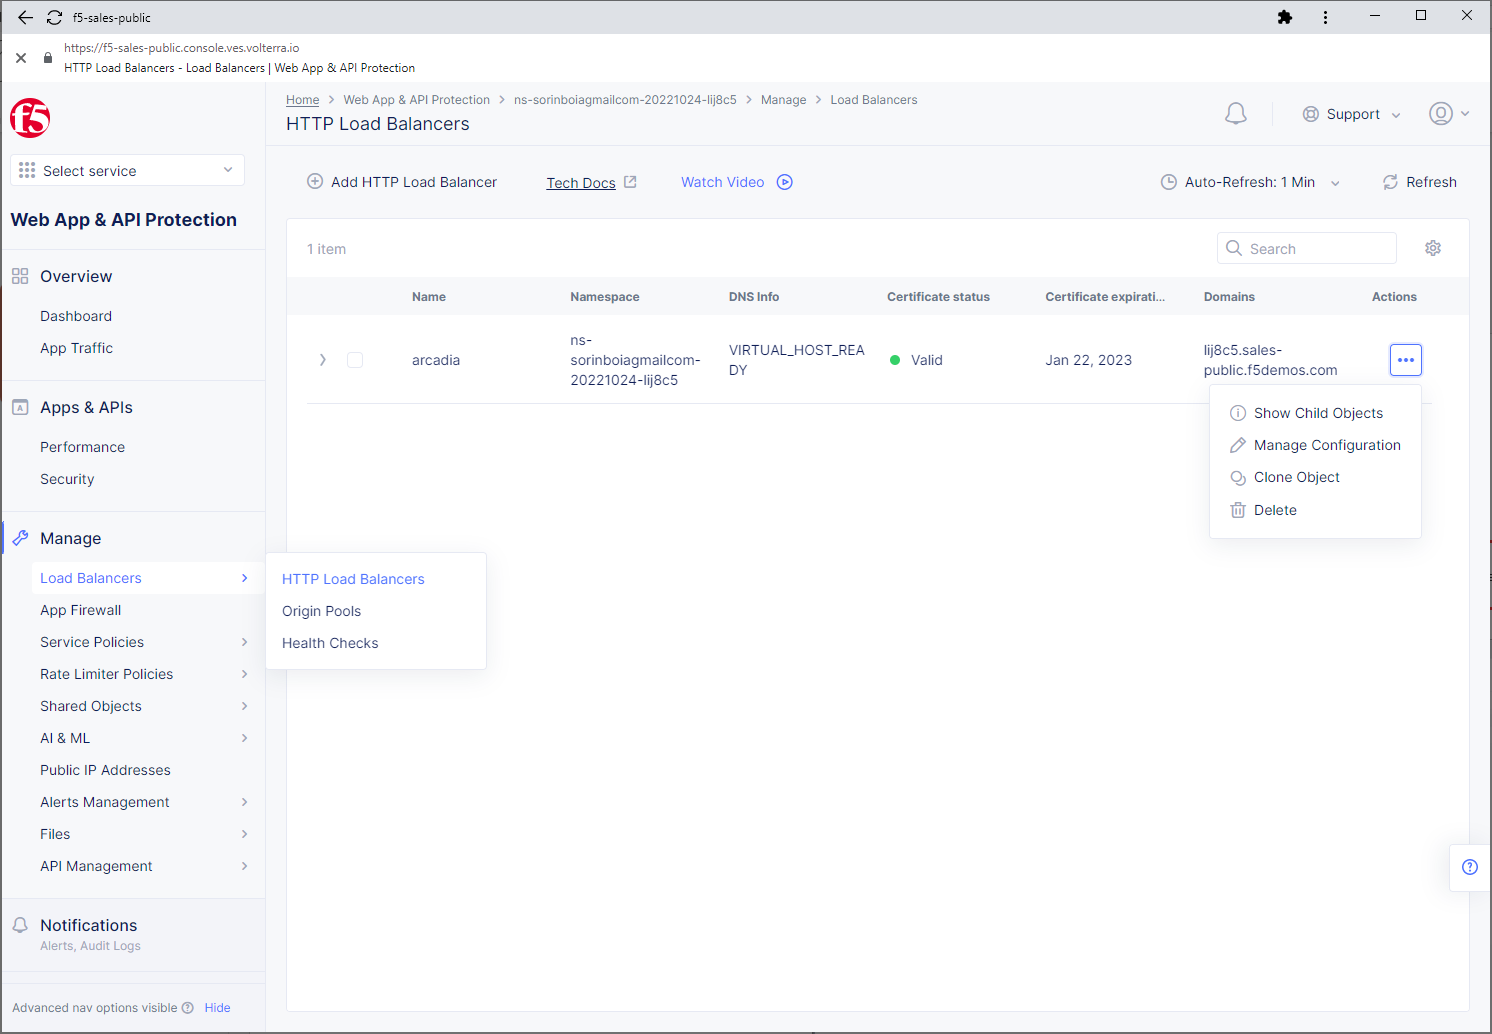 f5-sales-public
https://f5-sales-public.console.ves.volterra.io
HTTP Load Balancers - Load Balancers | Web App & API Protection
f5
Select service
Web App & API Protection
Overview
Dashboard
App Traffic
Apps & APIs
Performance
Security
Manage
Load Balancers
App Firewall
Service Policies
Rate Limiter Policies
Shared Objects
AI & ML
Public IP Addresses
Alerts Management
Files
API Management
Notifications
Alerts, Audit Logs
Advanced nav options visible Hide
HTTP Load Balancers
Origin Pools
Health Checks
Home > Web App & API Protection > ns-sorinboiagmailcom-20221024-lij8c5 > Manage > Load Balancers
HTTP Load Balancers
Support
Add HTTP Load Balancer Tech Docs Watch Video Auto-Refresh: 1 Min Refresh
1 item Search
Name Namespace DNS Info Certificate status Certificate expirati... Domains Actions
arcadia
ns-
sorinboiagmailcom-
20221024-lij8c5
VIRTUAL_HOST_REA
DY
Valid
Jan 22, 2023
lij8c5.sales-
public.f5demos.com
Show Child Objects
Manage Configuration
Clone Object
Delete